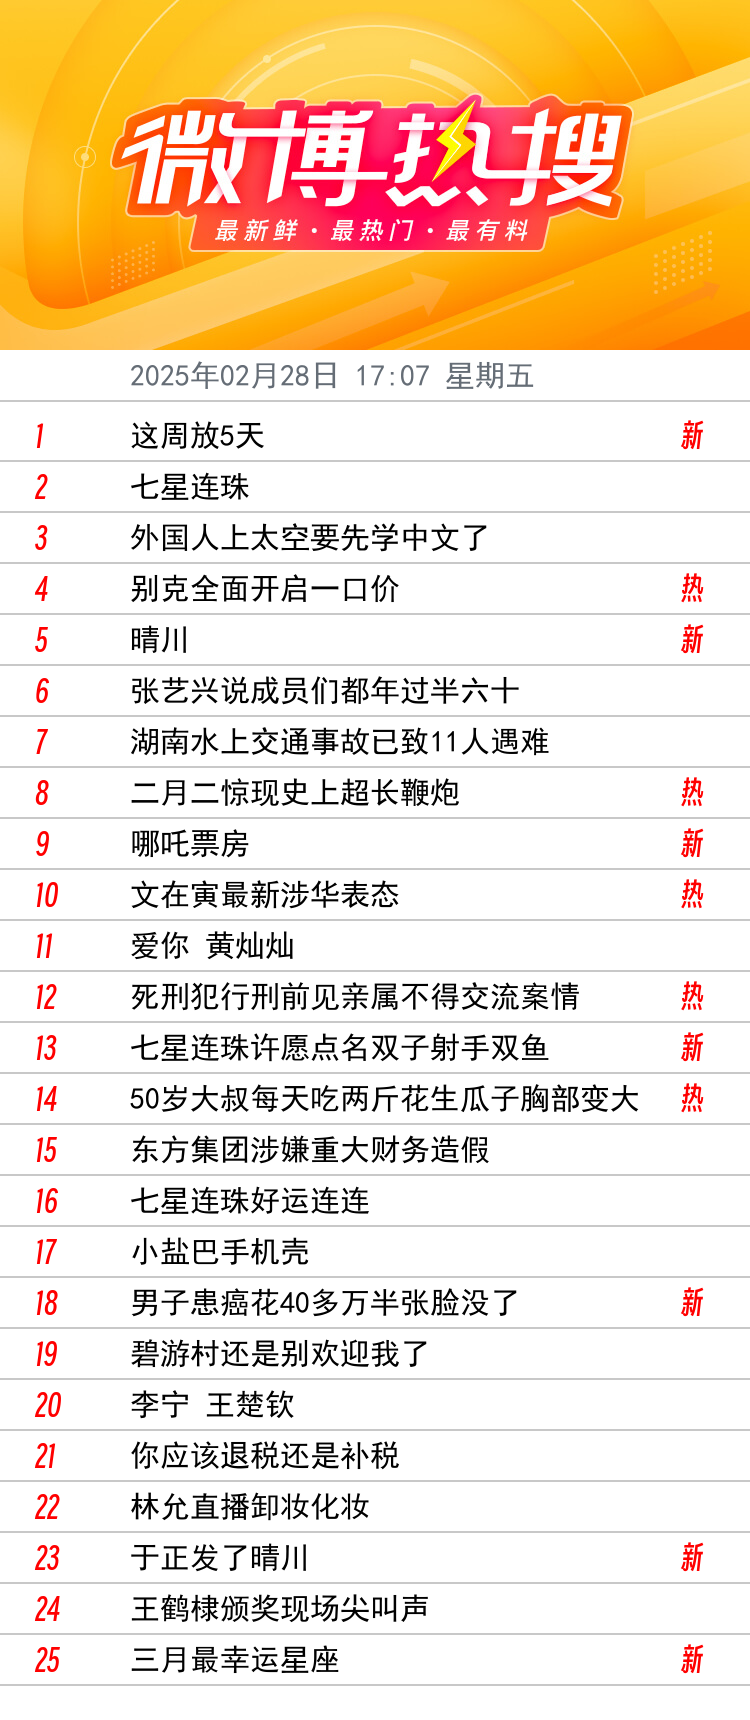 微博热搜
最新鲜·最热门·最有料
2025年02月28日 17:07 星期五
1 这周放5天 新
2 七星连珠
3 外国人上太空要先学中文了
4 别克全面开启一口价 热
5 晴川 新
6 张艺兴说成员们都年过半六十
7 湖南水上交通事故已致11人遇难
8 二月二惊现史上超长鞭炮 热
9 哪吒票房 新
10 文在寅最新涉华表态 热
11 爱你 黄灿灿
12 死刑犯行刑前见亲属不得交流案情 热
13 七星连珠许愿点名双子射手双鱼 新
14 50岁大叔每天吃两斤花生瓜子胸部变大 热
15 东方集团涉嫌重大财务造假
16 七星连珠好运连连
17 小盐巴手机壳
18 男子患癌花40多万半张脸没了 新
19 碧游村还是别欢迎我了
20 李宁 王楚钦
21 你应该退税还是补税
22 林允直播卸妆化妆
23 于正发了晴川 新
24 王鹤棣颁奖现场尖叫声
25 三月最幸运星座 新